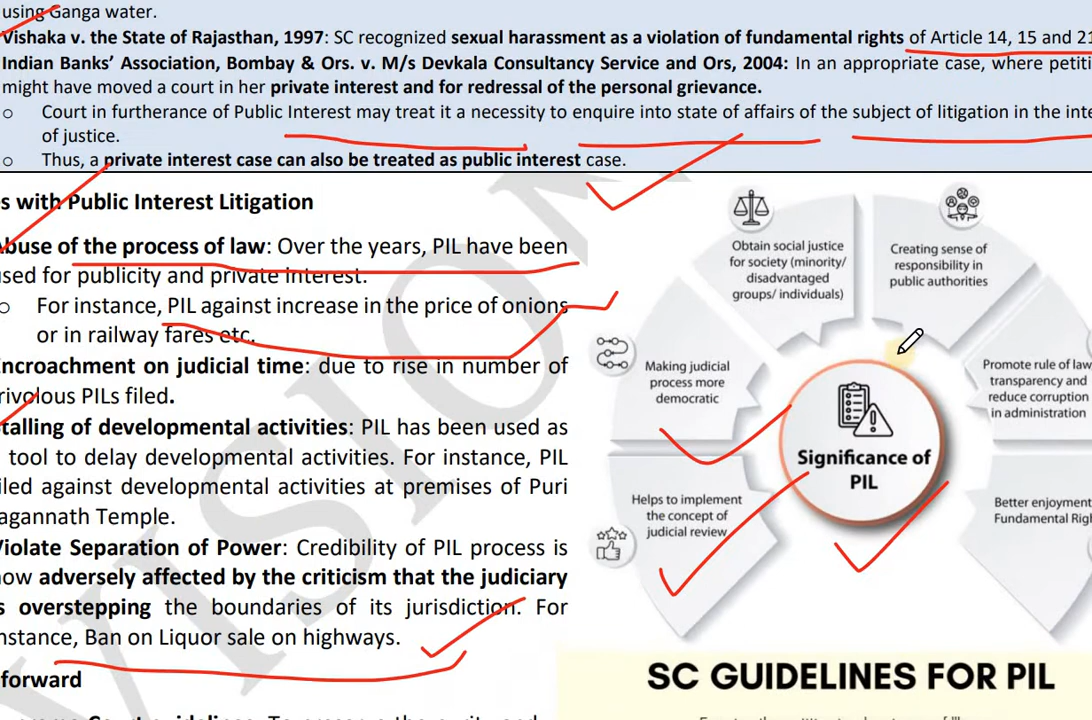 using Ganga water.
Vishaka v. the State of Rajasthan, 1997: SC recognized sexual harassment as a violation of fundamental rights of Article 14, 15 and 21
Indian Banks’ Association, Bombay & Ors. v. M/s Devkala Consultancy Service and Ors, 2004: In an appropriate case, where petiti
might have moved a court in her private interest and for redressal of the personal grievance.
o Court in furtherance of Public Interest may treat it a necessity to enquire into state of affairs of the subject of litigation in the inte
of justice.
o Thus, a private interest case can also be treated as public interest case.
s with Public Interest Litigation
buse of the process of law: Over the years, PIL have been
sed for publicity and private interest.
o For instance, PIL against increase in the price of onions
or in railway fares etc.
ncroachment on judicial time: due to rise in number of
rivolous PILs filed.
talling of developmental activities: PIL has been used as
tool to delay developmental activities. For instance, PIL
iled against developmental activities at premises of Puri
agannath Temple.
Violate Separation of Power: Credibility of PIL process is
now adversely affected by the criticism that the judiciary
s overstepping the boundaries of its jurisdiction. For
nstance, Ban on Liquor sale on highways.
forward
Obtain social justice
for society (minority/
disadvantaged
groups/ individuals)
Creating sense of
responsibility in
public authorities
Making judicial
process more
democratic
Promote rule of law
transparency and
reduce corruption
in administration
Significance of
PIL
Helps to implement
the concept of
judicial review
Better enjoyment
Fundamental Rig
SC GUIDELINES FOR PIL
VISION